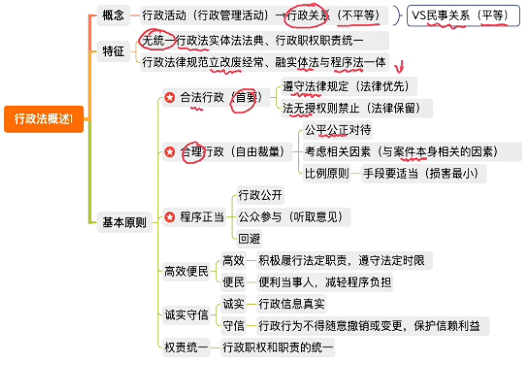 概念
行政活动（行政管理活动）→行政关系（不平等）
VS民事关系（平等）
特征
无统一行政法实体法法典、行政职权职责统一
行政法律规范立改废经常、融实体法与程序法一体
行政法概述1
基本原则
合法行政（首要）
遵守法律规定（法律优先）
法无授权则禁止（法律保留）
合理行政（自由裁量）
公平公正对待
考虑相关因素（与案件本身相关的因素）
比例原则
手段要适当（损害最小）
程序正当
行政公开
公众参与（听取意见）
回避
高效便民
高效
积极履行法定职责，遵守法定时限
便民
便利当事人，减轻程序负担
诚实守信
诚实
行政信息真实
守信
行政行为不得随意撤销或变更，保护信赖利益
权责统一
行政职权和职责的统一